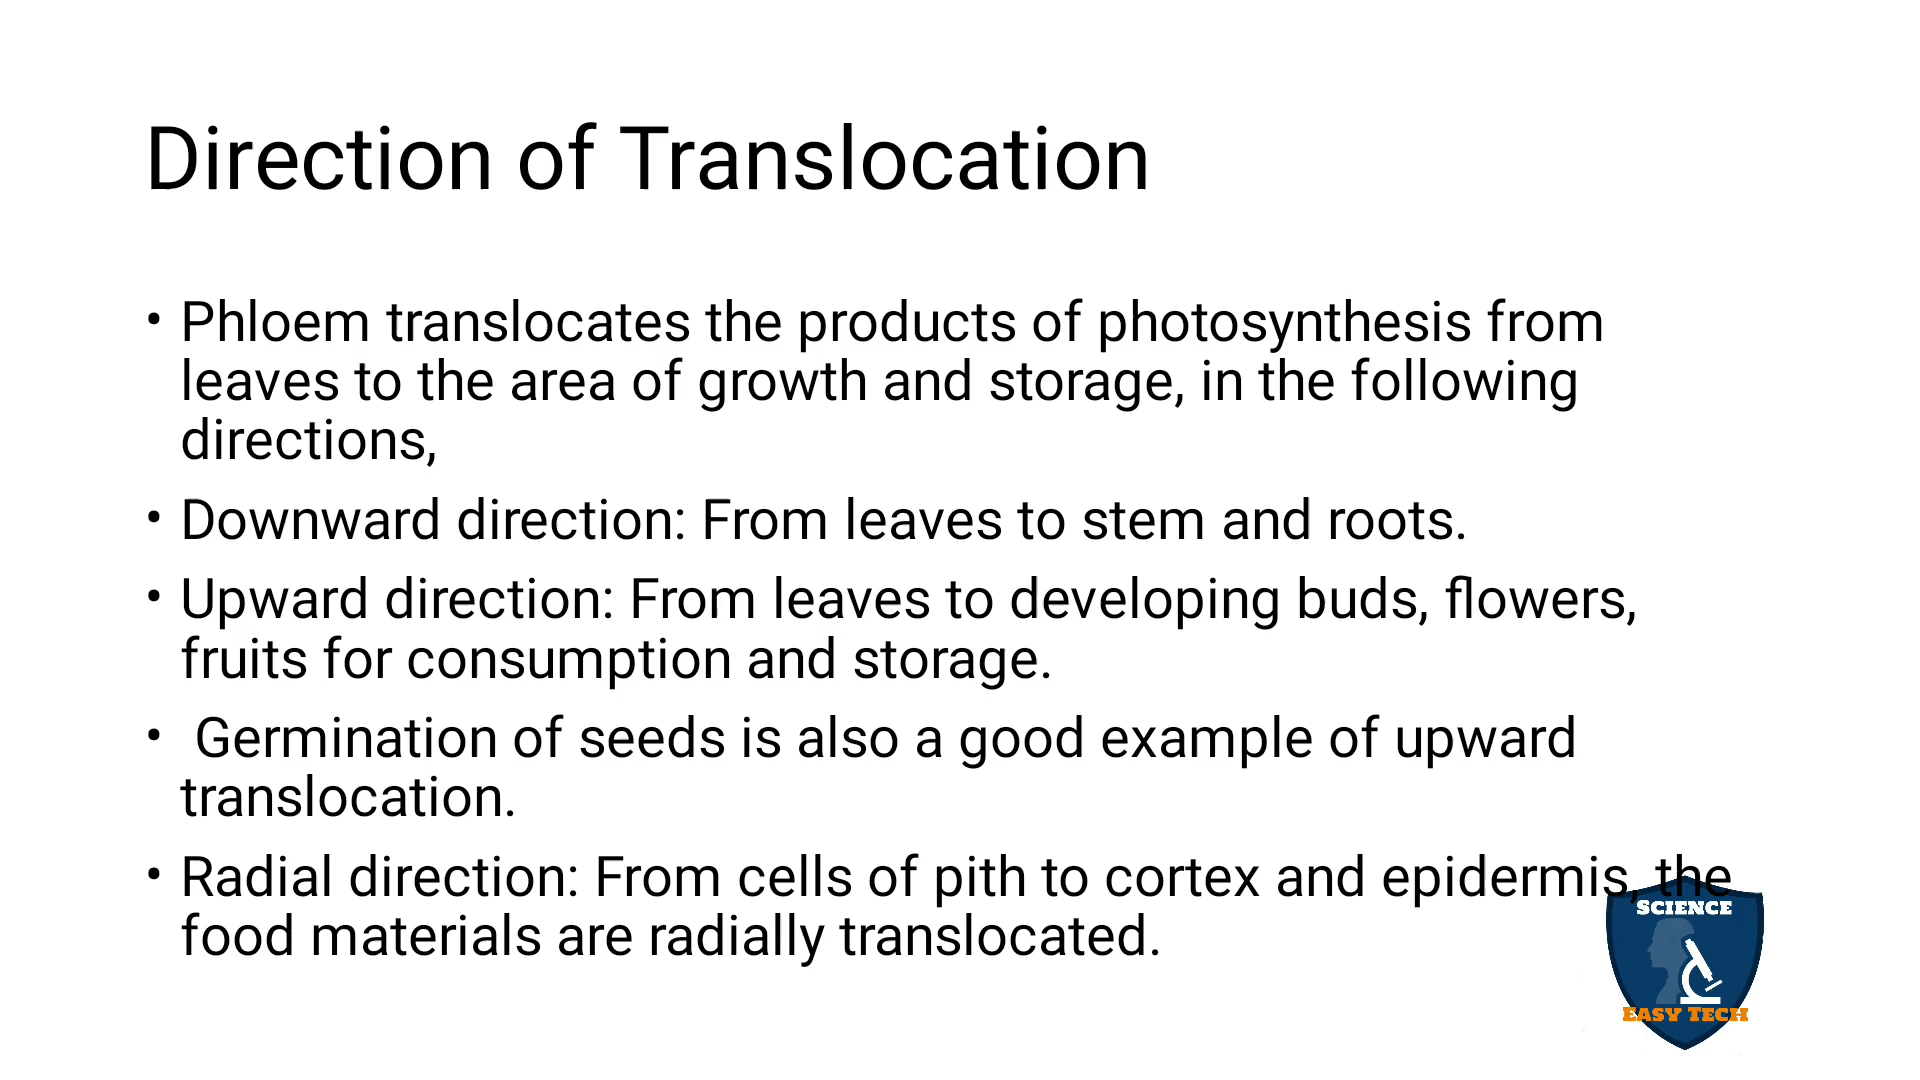 Direction of Translocation
• Phloem translocates the products of photosynthesis from
leaves to the area of growth and storage, in the following
directions,
• Downward direction: From leaves to stem and roots.
• Upward direction: From leaves to developing buds, flowers,
fruits for consumption and storage.
• Germination of seeds is also a good example of upward
translocation.
• Radial direction: From cells of pith to cortex and epidermis, the
food materials are radially translocated.
SCIENCE
EASY TECH